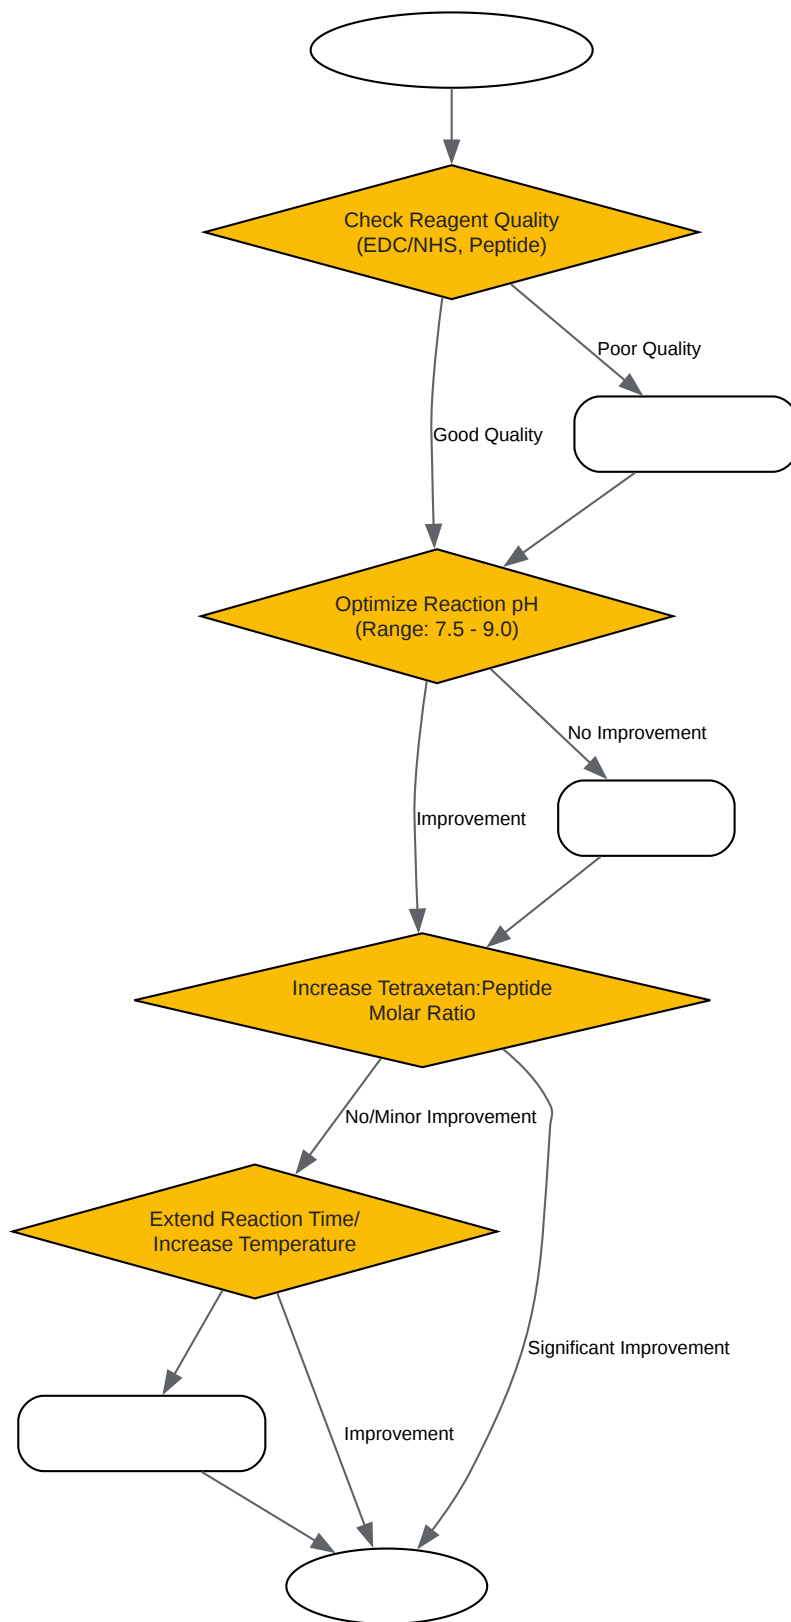 Check Reagent Quality
(EDC/NHS, Peptide)
Poor Quality
Good Quality
Optimize Reaction pH
(Range: 7.5 - 9.0)
No Improvement
Improvement
Increase Tetraxetan:Peptide
Molar Ratio
No/Minor Improvement
Extend Reaction Time/
Increase Temperature
Significant Improvement
Improvement